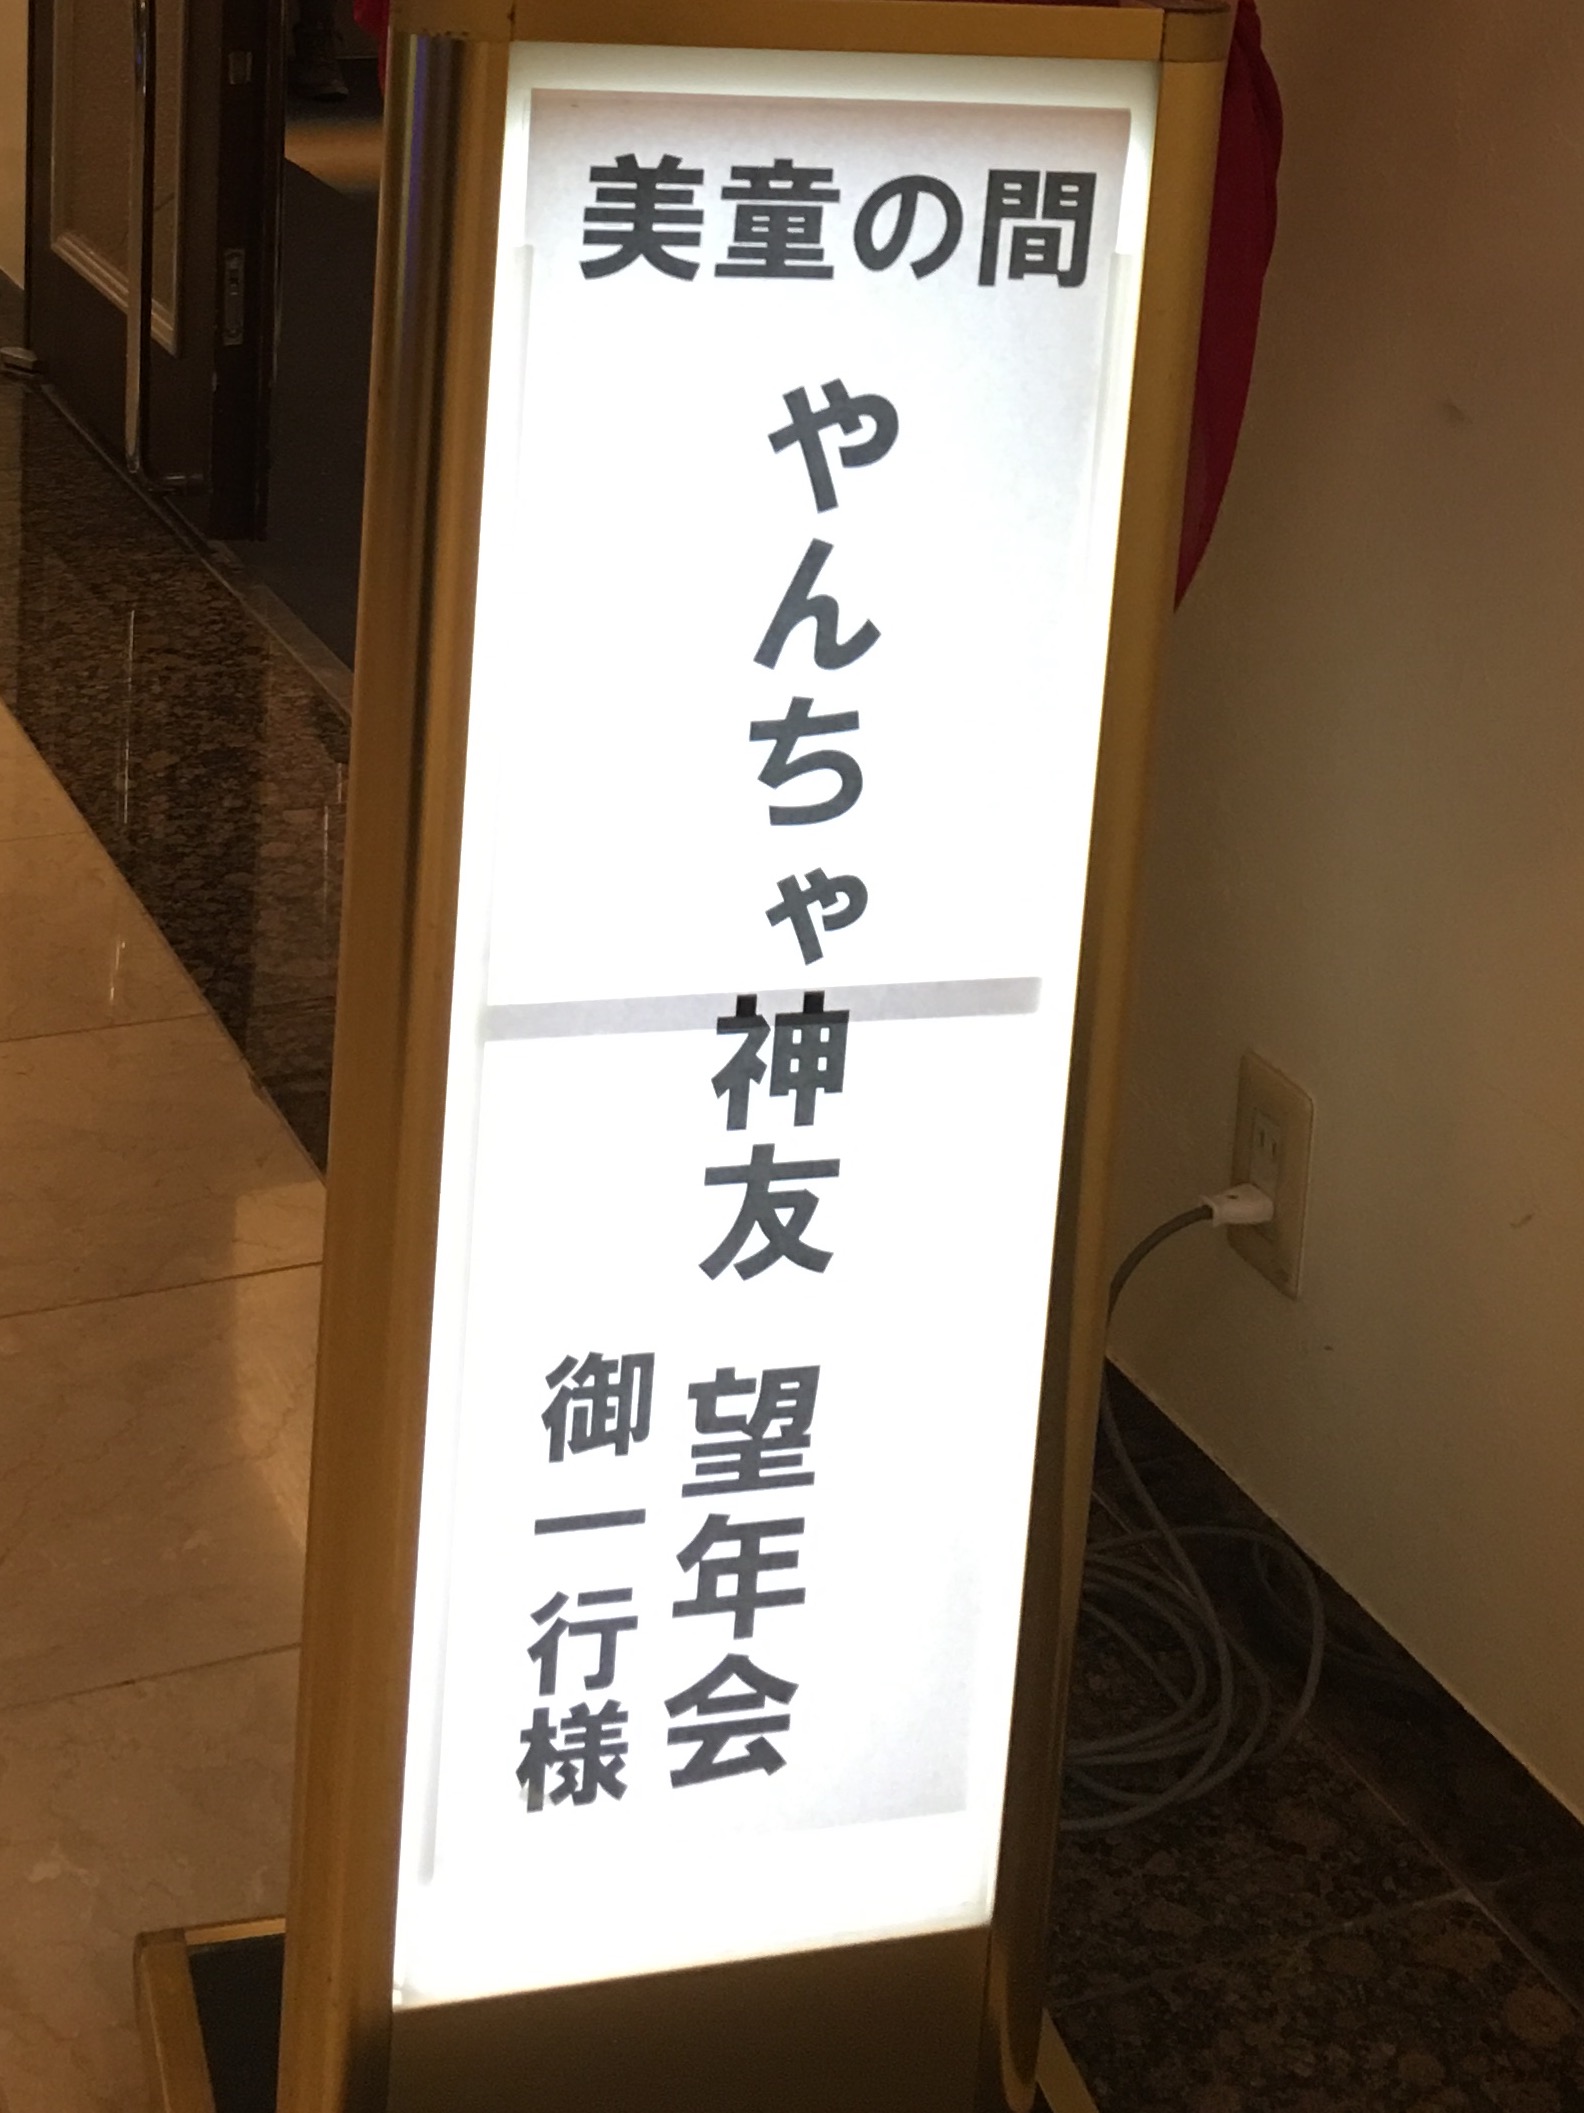 美童の間
やんちゃ神友 望年会
御一行様